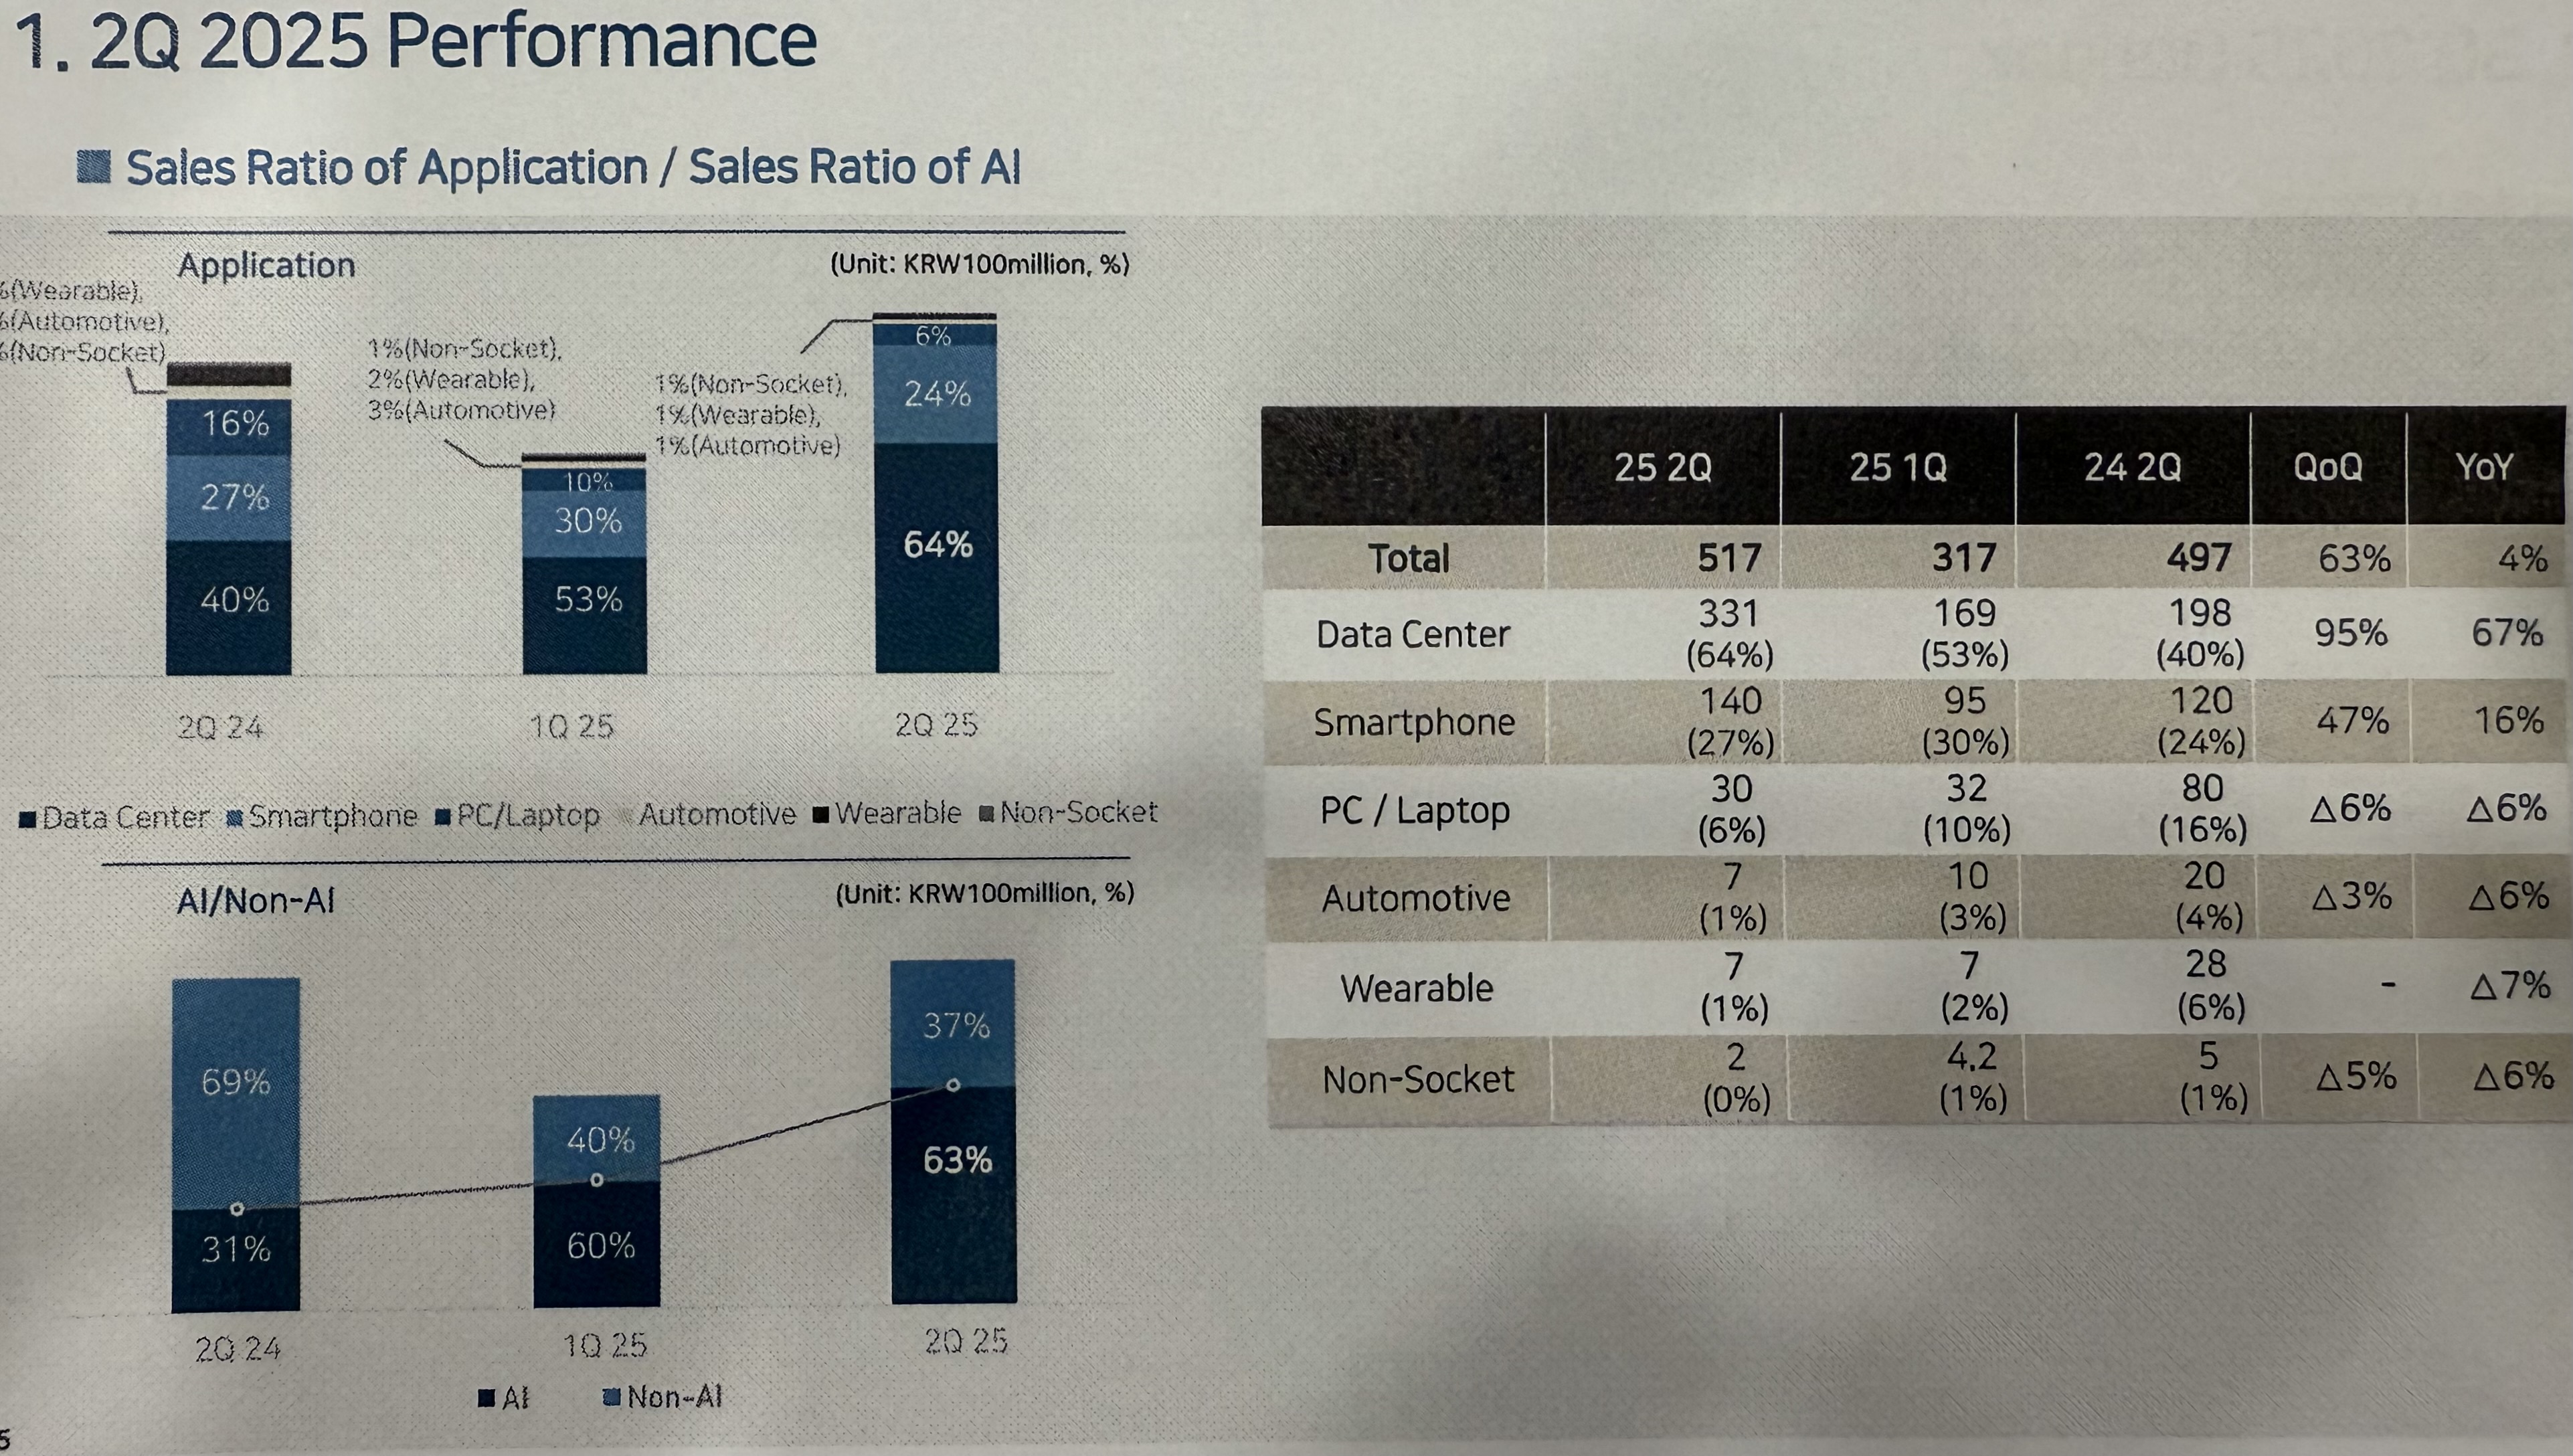 1. 2Q 2025 Performance
Sales Ratio of Application / Sales Ratio of AI
Application
(Unit: KRW100million, %)
%(Wearable),
%(Automotive),
%(Non-Socket)
16%
27%
40%
1%(Non-Socket),
2%(Wearable),
3%(Automotive)
10%
30%
53%
1%(Non-Socket),
1%(Wearable),
1%(Automotive)
6%
24%
64%
2Q 24 1Q 25 2Q 25
Data Center Smartphone PC/Laptop Automotive Wearable Non-Socket
AI/Non-AI
(Unit: KRW100million, %)
69%
31%
40%
60%
37%
63%
2Q 24 1Q 25 2Q 25
AI Non-AI
5
25 2Q 25 1Q 24 2Q QoQ YoY
Total 517 317 497 63% 4%
Data Center 331 169 198 95% 67%
(64%) (53%) (40%)
Smartphone 140 95 120 47% 16%
(27%) (30%) (24%)
PC / Laptop 30 32 80 △6% △6%
(6%) (10%) (16%)
Automotive 7 10 20 △3% △6%
(1%) (3%) (4%)
Wearable 7 7 28 - △7%
(1%) (2%) (6%)
Non-Socket 2 4.2 5 △5% △6%
(0%) (1%) (1%)